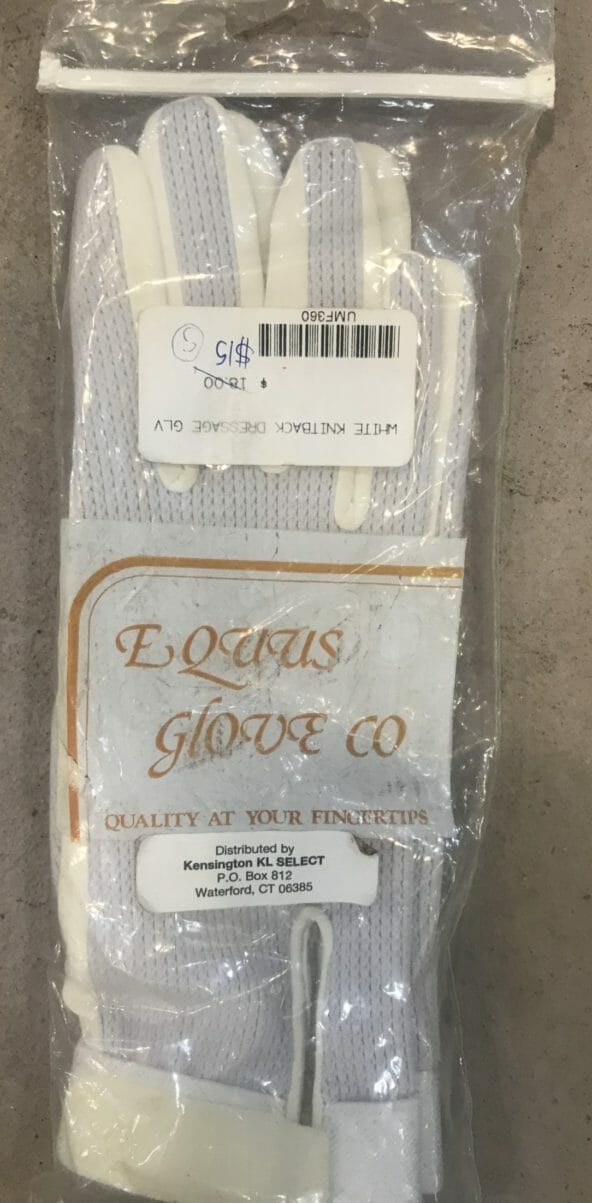 UMF360
$15
5
$ 18.00
WHITE KNITBACK DRESSAGE GLV
EQUUS
GlOVE CO
QUALITY AT YOUR FINGERTIPS
Distributed by
Kensington KL SELECT
P.O. Box 812
Waterford, CT 06385